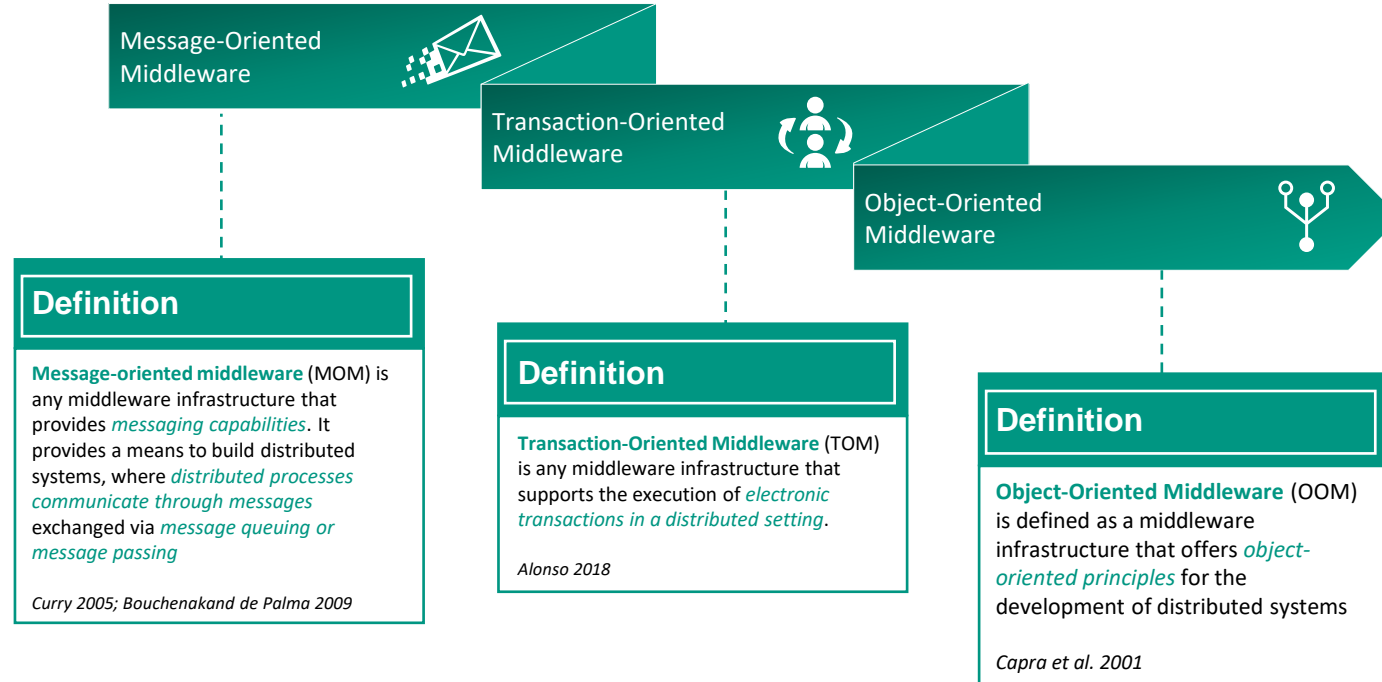 Message-Oriented
Middleware
Transaction-Oriented
Middleware
Object-Oriented
Middleware
Definition
Message-oriented middleware (MOM) is
any middleware infrastructure that
provides messaging capabilities. It
provides a means to build distributed
systems, where distributed processes
communicate through messages
exchanged via message queuing or
message passing
Curry 2005; Bouchenakand de Palma 2009
Definition
Transaction-Oriented Middleware (TOM)
is any middleware infrastructure that
supports the execution of electronic
transactions in a distributed setting.
Alonso 2018
Definition
Object-Oriented Middleware (OOM)
is defined as a middleware
infrastructure that offers object-
oriented principles for the
development of distributed systems
Capra et al. 2001